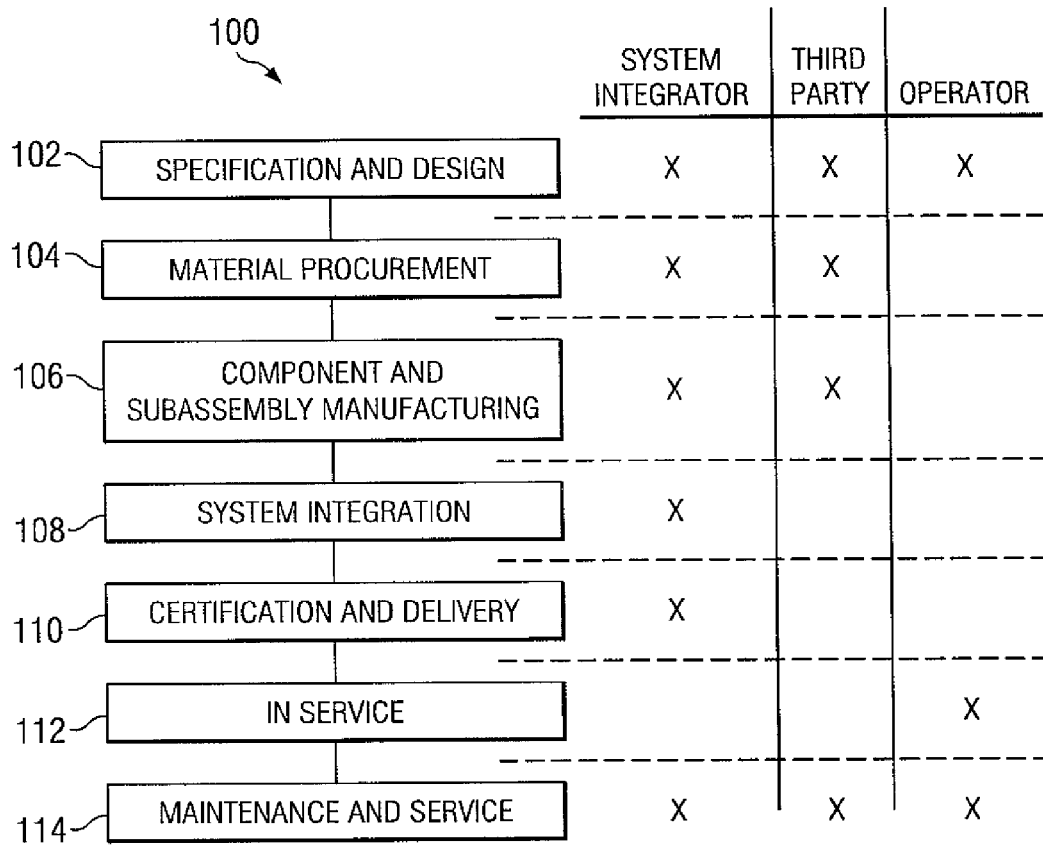 100
SYSTEM INTEGRATOR
THIRD PARTY
OPERATOR
102 SPECIFICATION AND DESIGN X X X
104 MATERIAL PROCUREMENT X X
106 COMPONENT AND
SUBASSEMBLY MANUFACTURING X X
108 SYSTEM INTEGRATION X
110 CERTIFICATION AND DELIVERY X
112 IN SERVICE X
114 MAINTENANCE AND SERVICE X X X